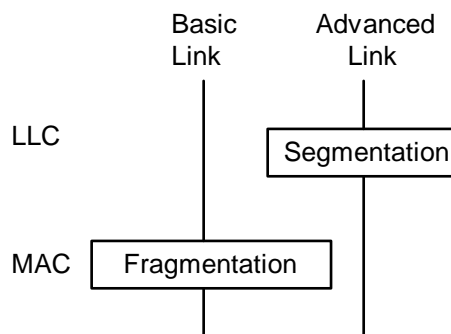 Basic Link
Advanced Link
LLC
Segmentation
MAC
Fragmentation